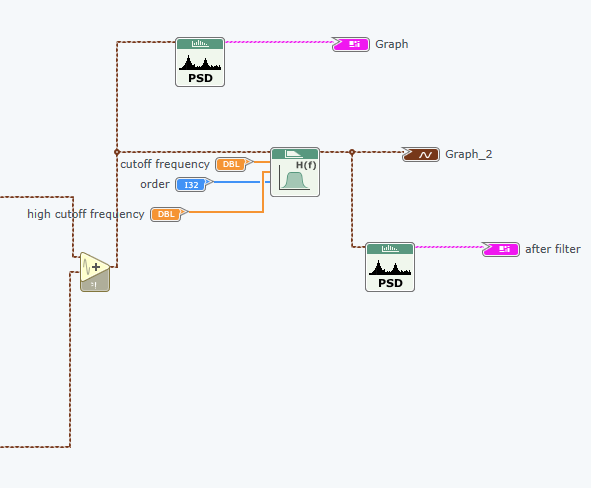 Graph
PSD
cutoff frequency
DBL
H(f)
Graph_2
order
I32
high cutoff frequency
DBL
after filter
PSD